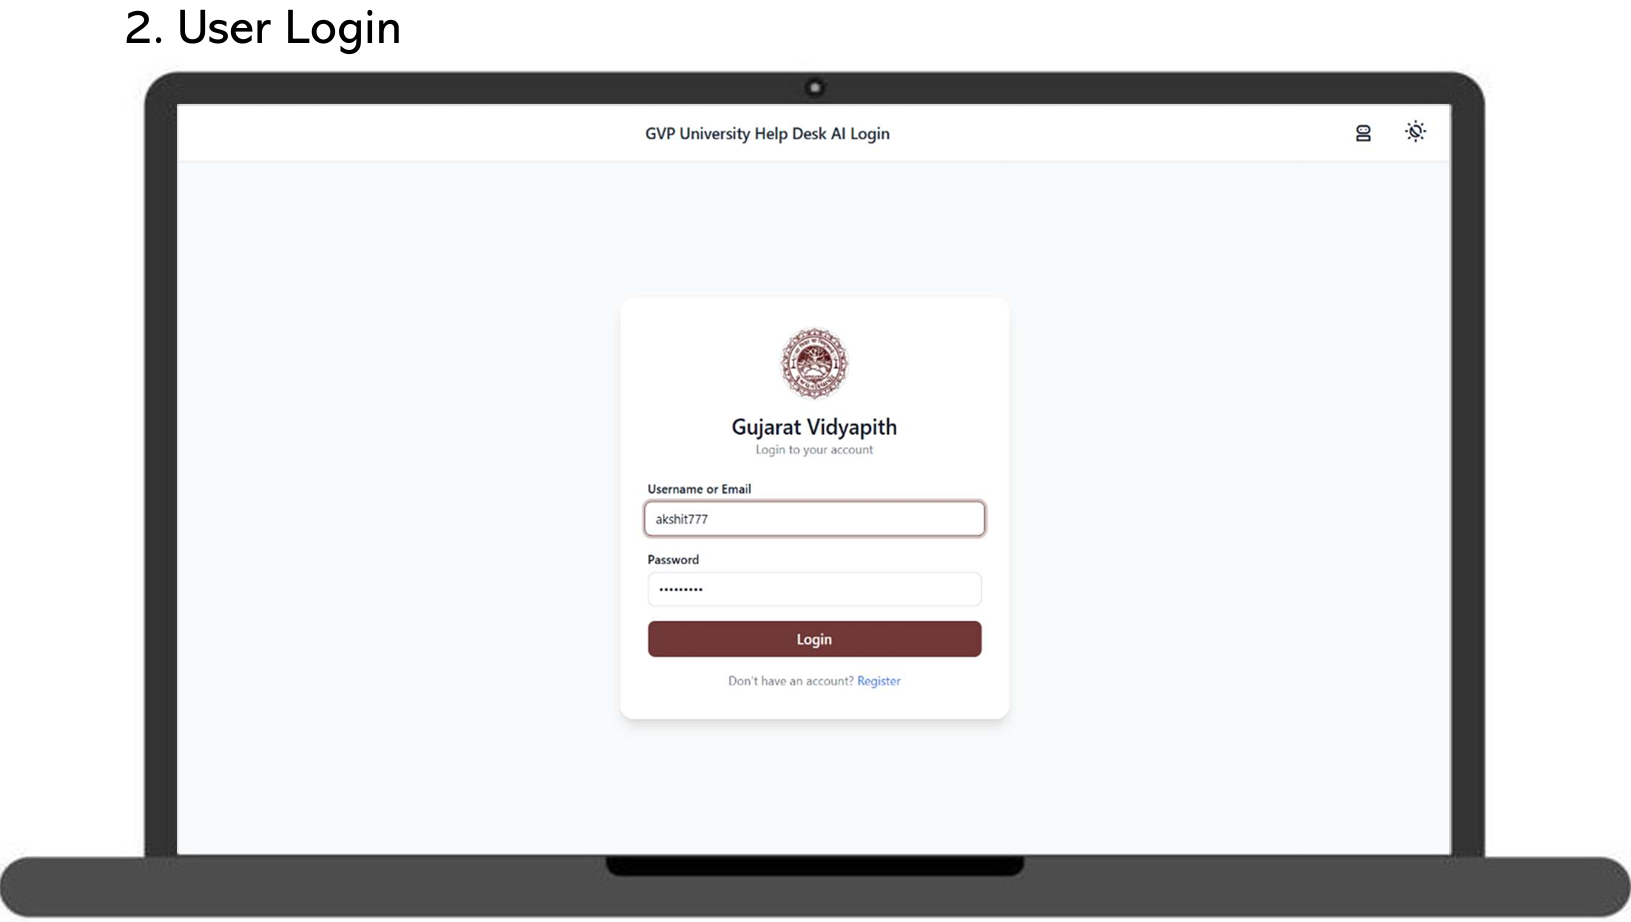 2. User Login
GVP University Help Desk AI Login
Gujarat Vidyapith
Login to your account
Username or Email
akshit777
Password
•••••••••
Login
Don't have an account? Register